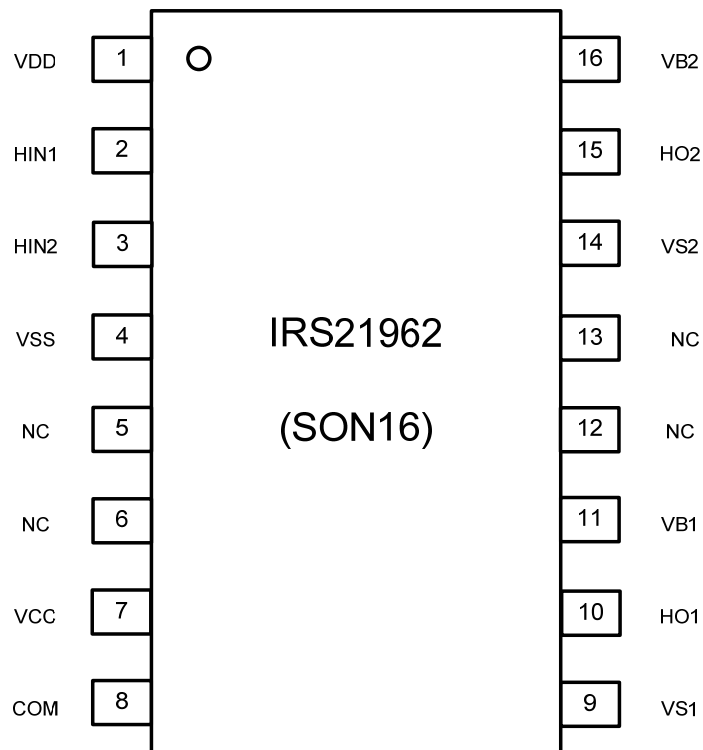 VDD 1 16 VB2
HIN1 2 15 HO2
HIN2 3 14 VS2
VSS 4 IRS21962 13 NC
NC 5 (SON16) 12 NC
NC 6 11 VB1
VCC 7 10 HO1
COM 8 9 VS1